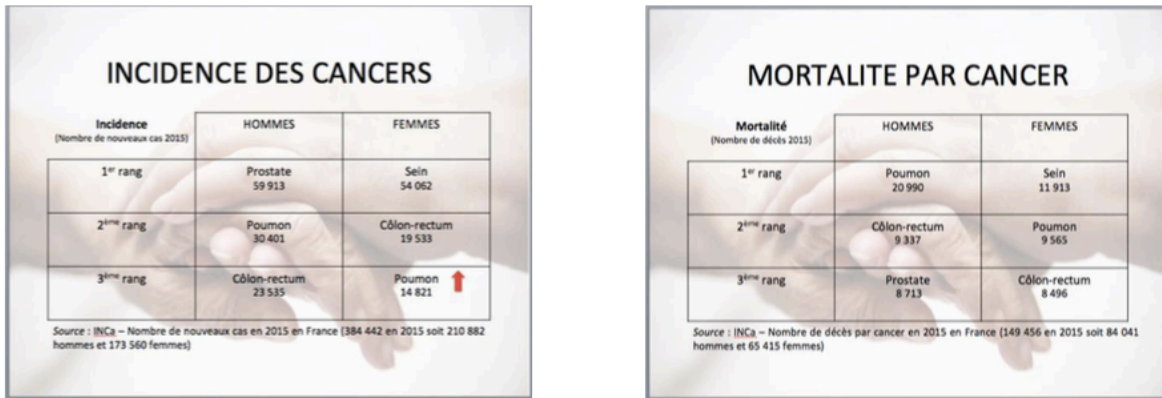 INCIDENCE DES CANCERS
Incidence
(Nombre de nouveaux cas 2015)
HOMMES
FEMMES
1er rang
Prostate
59 913
Sein
54 062
2ème rang
Poumon
30 401
Côlon-rectum
19 533
3ème rang
Côlon-rectum
23 535
Poumon
14 821
Source : INCa – Nombre de nouveaux cas en 2015 en France (384 442 en 2015 soit 210 882
hommes et 173 560 femmes)
MORTALITE PAR CANCER
Mortalité
(Nombre de décès 2015)
HOMMES
FEMMES
1er rang
Poumon
20 990
Sein
11 913
2ème rang
Côlon-rectum
9 337
Poumon
9 565
3ème rang
Prostate
8 713
Côlon-rectum
8 496
Source : INCa – Nombre de décès par cancer en 2015 en France (149 456 en 2015 soit 84 041
hommes et 65 415 femmes)